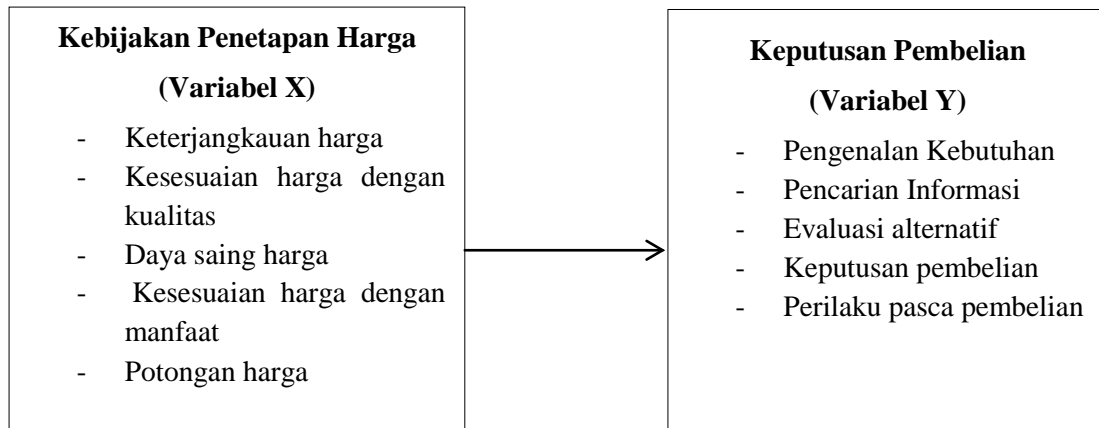 Kebijakan Penetapan Harga
(Variabel X)
- Keterjangkauan harga
- Kesesuaian harga dengan
kualitas
- Daya saing harga
- Kesesuaian harga dengan
manfaat
- Potongan harga
Keputusan Pembelian
(Variabel Y)
- Pengenalan Kebutuhan
- Pencarian Informasi
- Evaluasi alternatif
- Keputusan pembelian
- Perilaku pasca pembelian